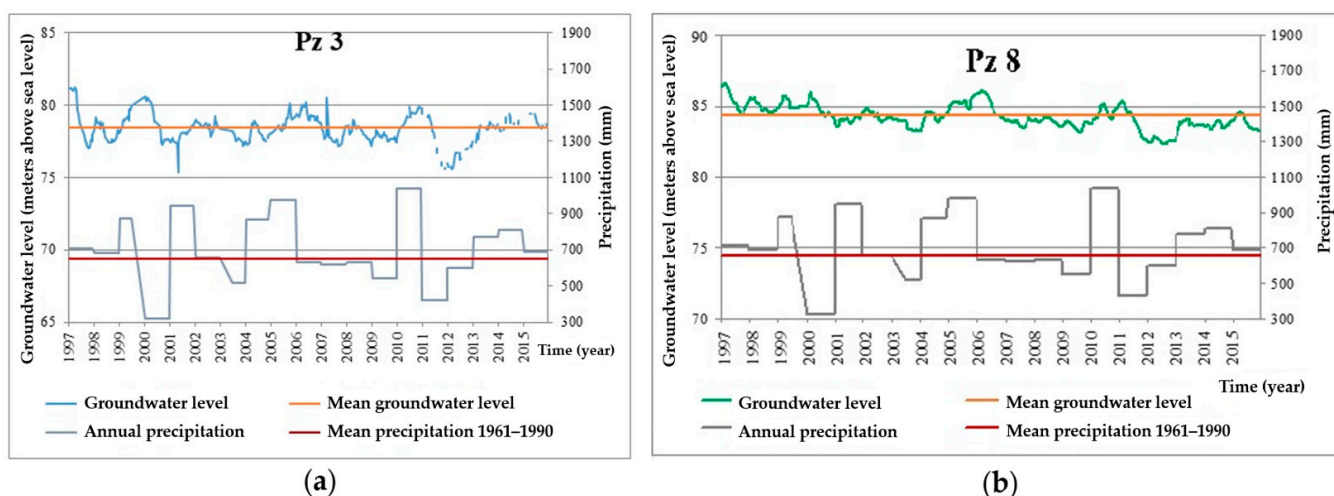 Pz 3
Groundwater level (meters above sea level)
85
80
75
70
65
1900
1700
1500
1300
1100
900
700
500
300
Precipitation (mm)
1997 1998 1999 2000 2001 2002 2003 2004 2005 2006 2007 2008 2009 2010 2011 2012 2013 2014 2015
Time (year)
Groundwater level
Mean groundwater level
Annual precipitation
Mean precipitation 1961–1990
(a)
Pz 8
Groundwater level (meters above sea level)
90
85
80
75
70
1900
1700
1500
1300
1100
900
700
500
300
Precipitation (mm)
1997 1998 1999 2000 2001 2002 2003 2004 2005 2006 2007 2008 2009 2010 2011 2012 2013 2014 2015
Time (year)
Groundwater level
Mean groundwater level
Annual precipitation
Mean precipitation 1961–1990
(b)